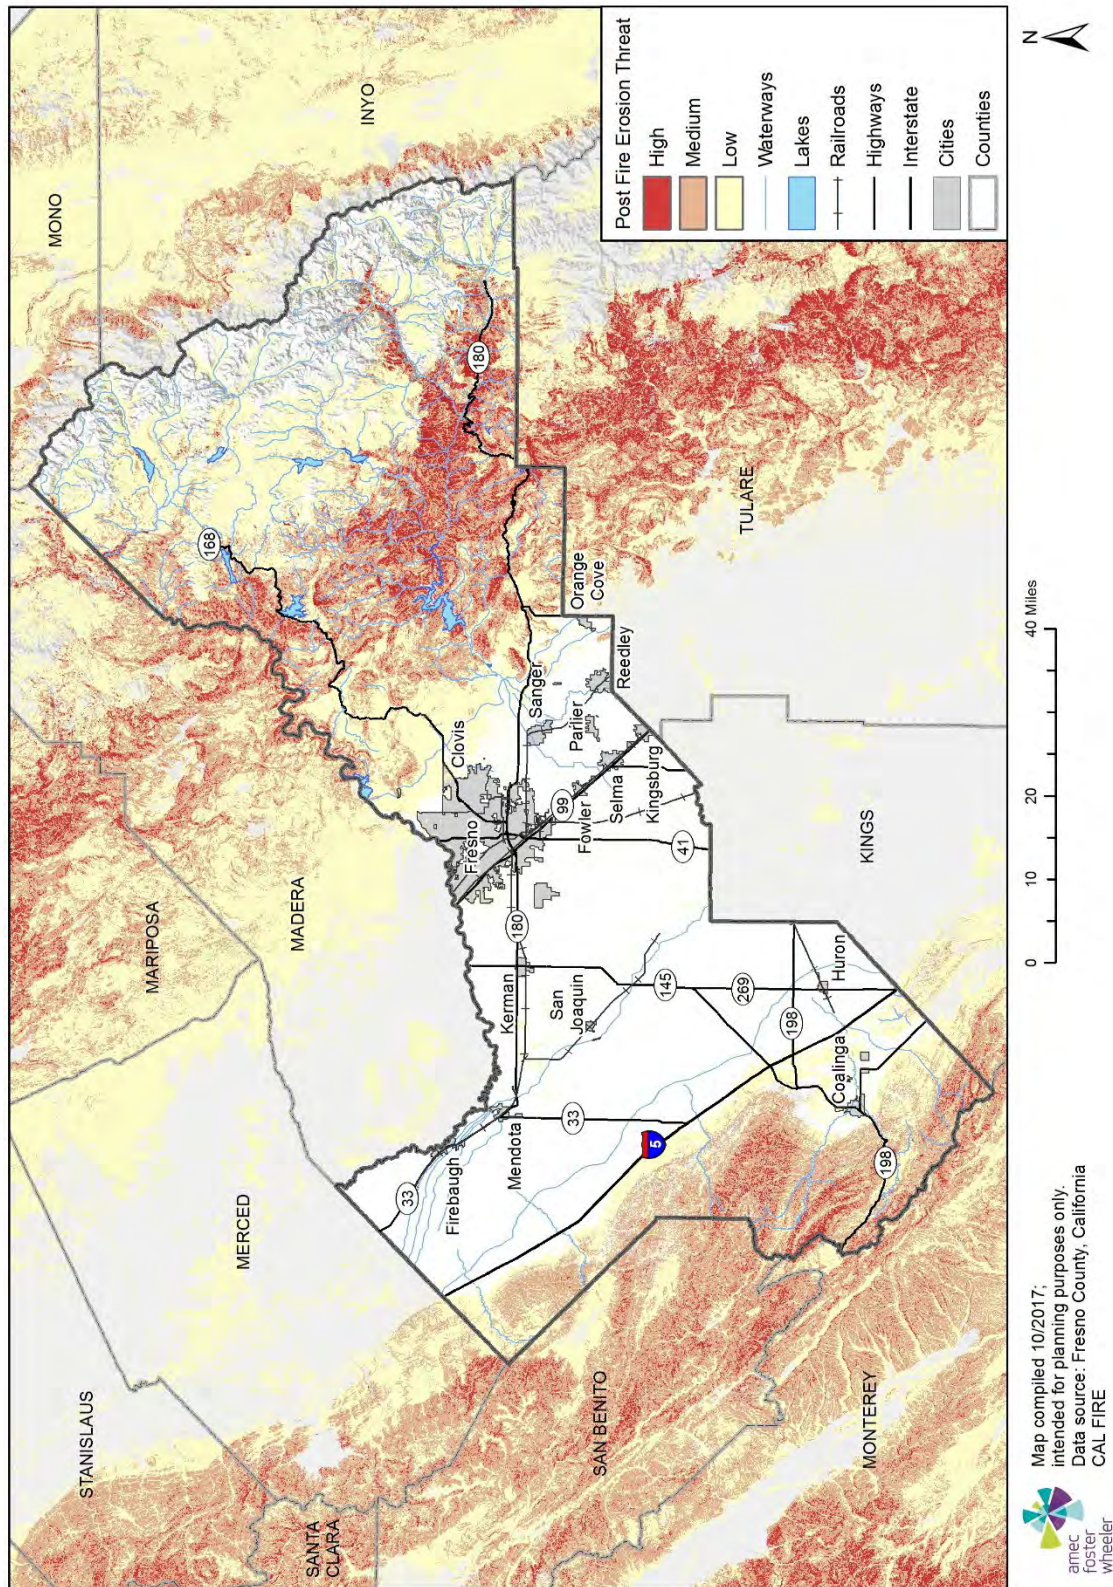 MONO
INYO
MARIPOSA
MADERA
MERCED
STANISLAUS
SANTA
CLARA
SAN BENITO
MONTEREY
KINGS
TULARE
168
180
Clovis
Fresno
Sanger
Parlier
Reedley
Orange
Cove
99
Fowler
Selma
Kingsburg
41
180
Kerman
San
Joaquin
145
269
198
Huron
Coalinga
198
33
5
Mendota
Firebaugh
33
Post Fire Erosion Threat
High
Medium
Low
Waterways
Lakes
Railroads
Highways
Interstate
Cities
Counties
N
0 10 20 40 Miles
amec
foster
wheeler
Map compiled 10/2017;
intended for planning purposes only.
Data source: Fresno County, California
CAL FIRE